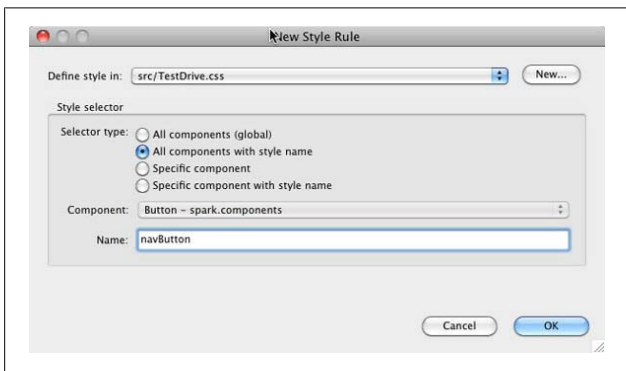 New Style Rule
Define style in: src/TestDrive.css New...
Style selector
Selector type: All components (global)
All components with style name
Specific component
Specific component with style name
Component: Button – spark.components
Name: navButton
Cancel OK